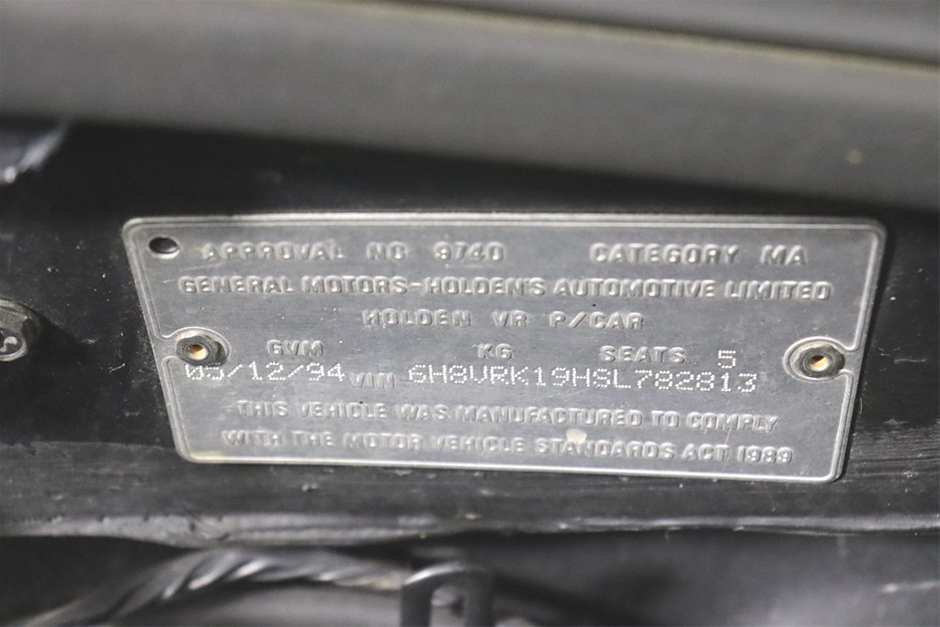 APPROVAL NO 9740 CATEGORY MA
GENERAL MOTORS-HOLDEN'S AUTOMOTIVE LIMITED
HOLDEN VR P/CAR
GVM KG SEATS 5
03/12/94 VIN 6H8VRK19HSL782813
THIS VEHICLE WAS MANUFACTURED TO COMPLY
WITH THE MOTOR VEHICLE STANDARDS ACT 1989